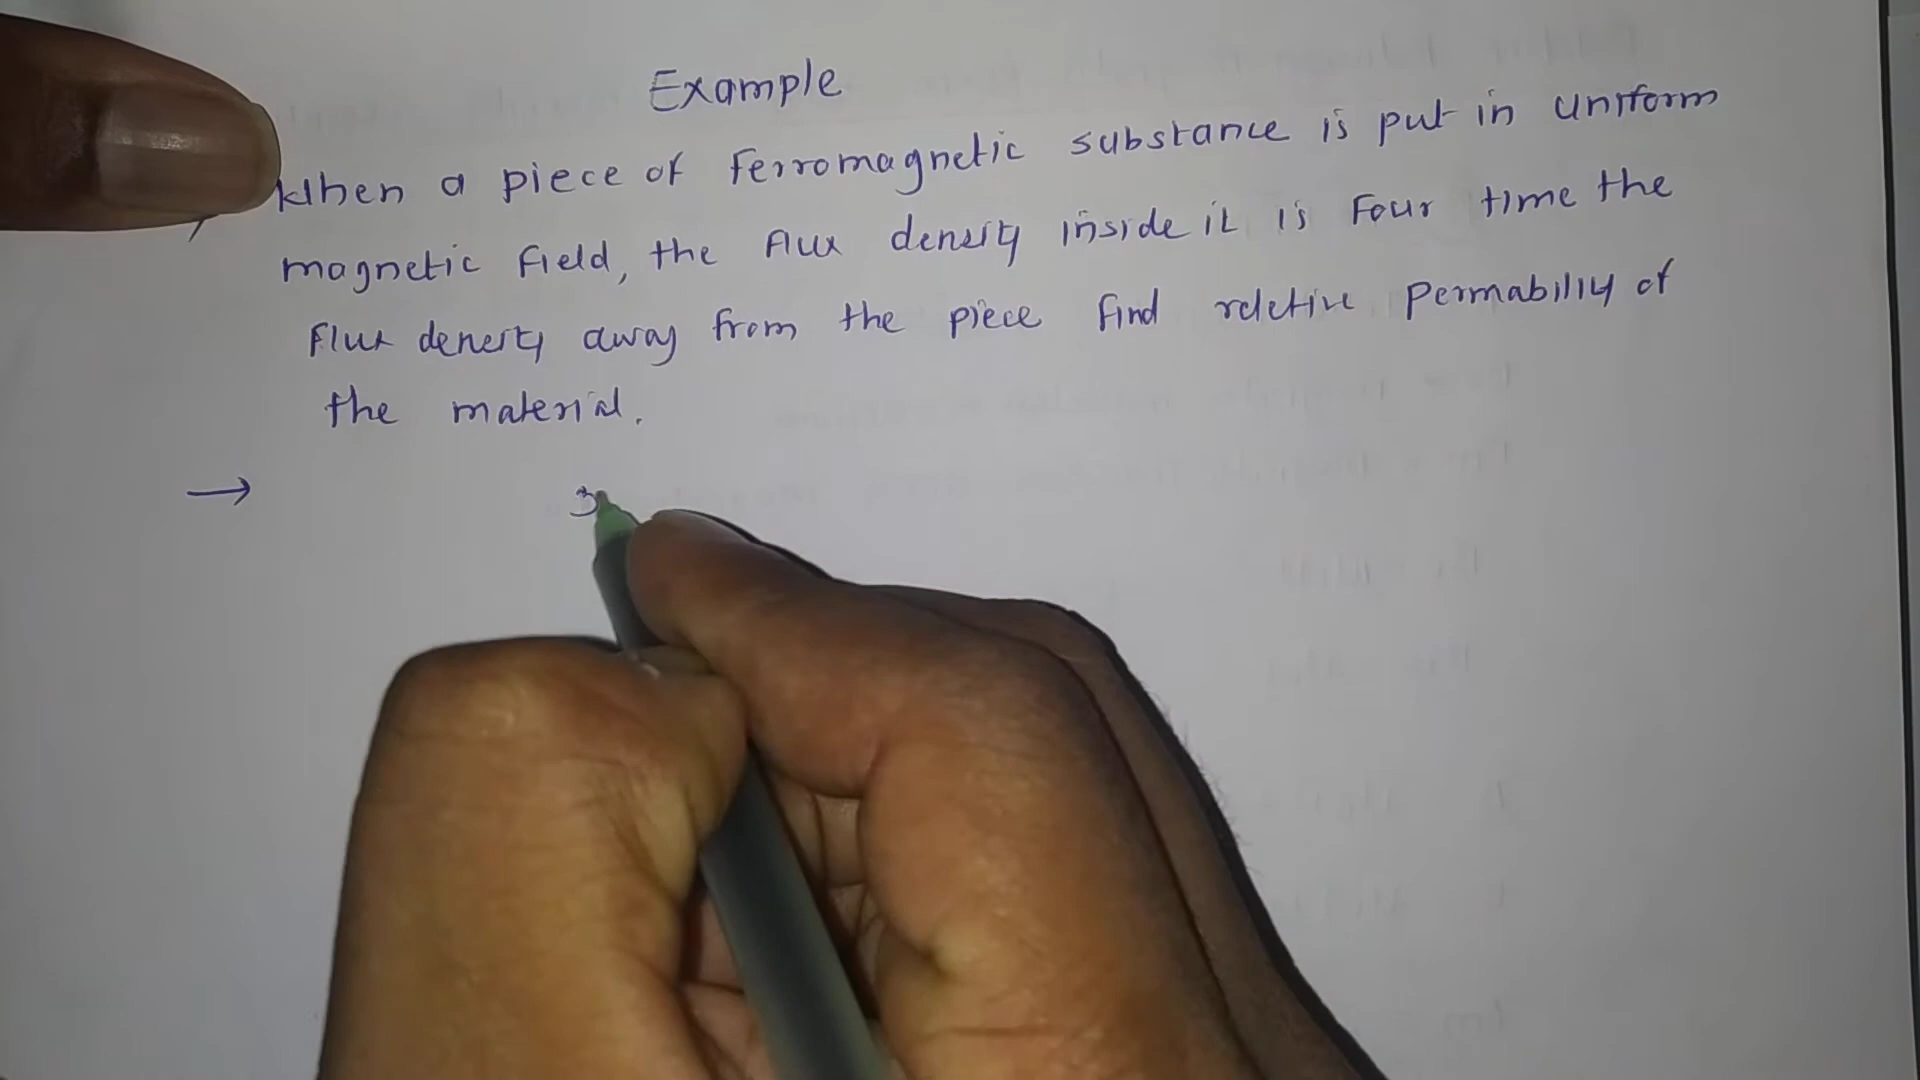 Example
When a piece of Ferromagnetic substance is put in uniform
magnetic Field, the flux density inside it is Four time the
Flux density away from the piece find reletive permability of
the material.
→